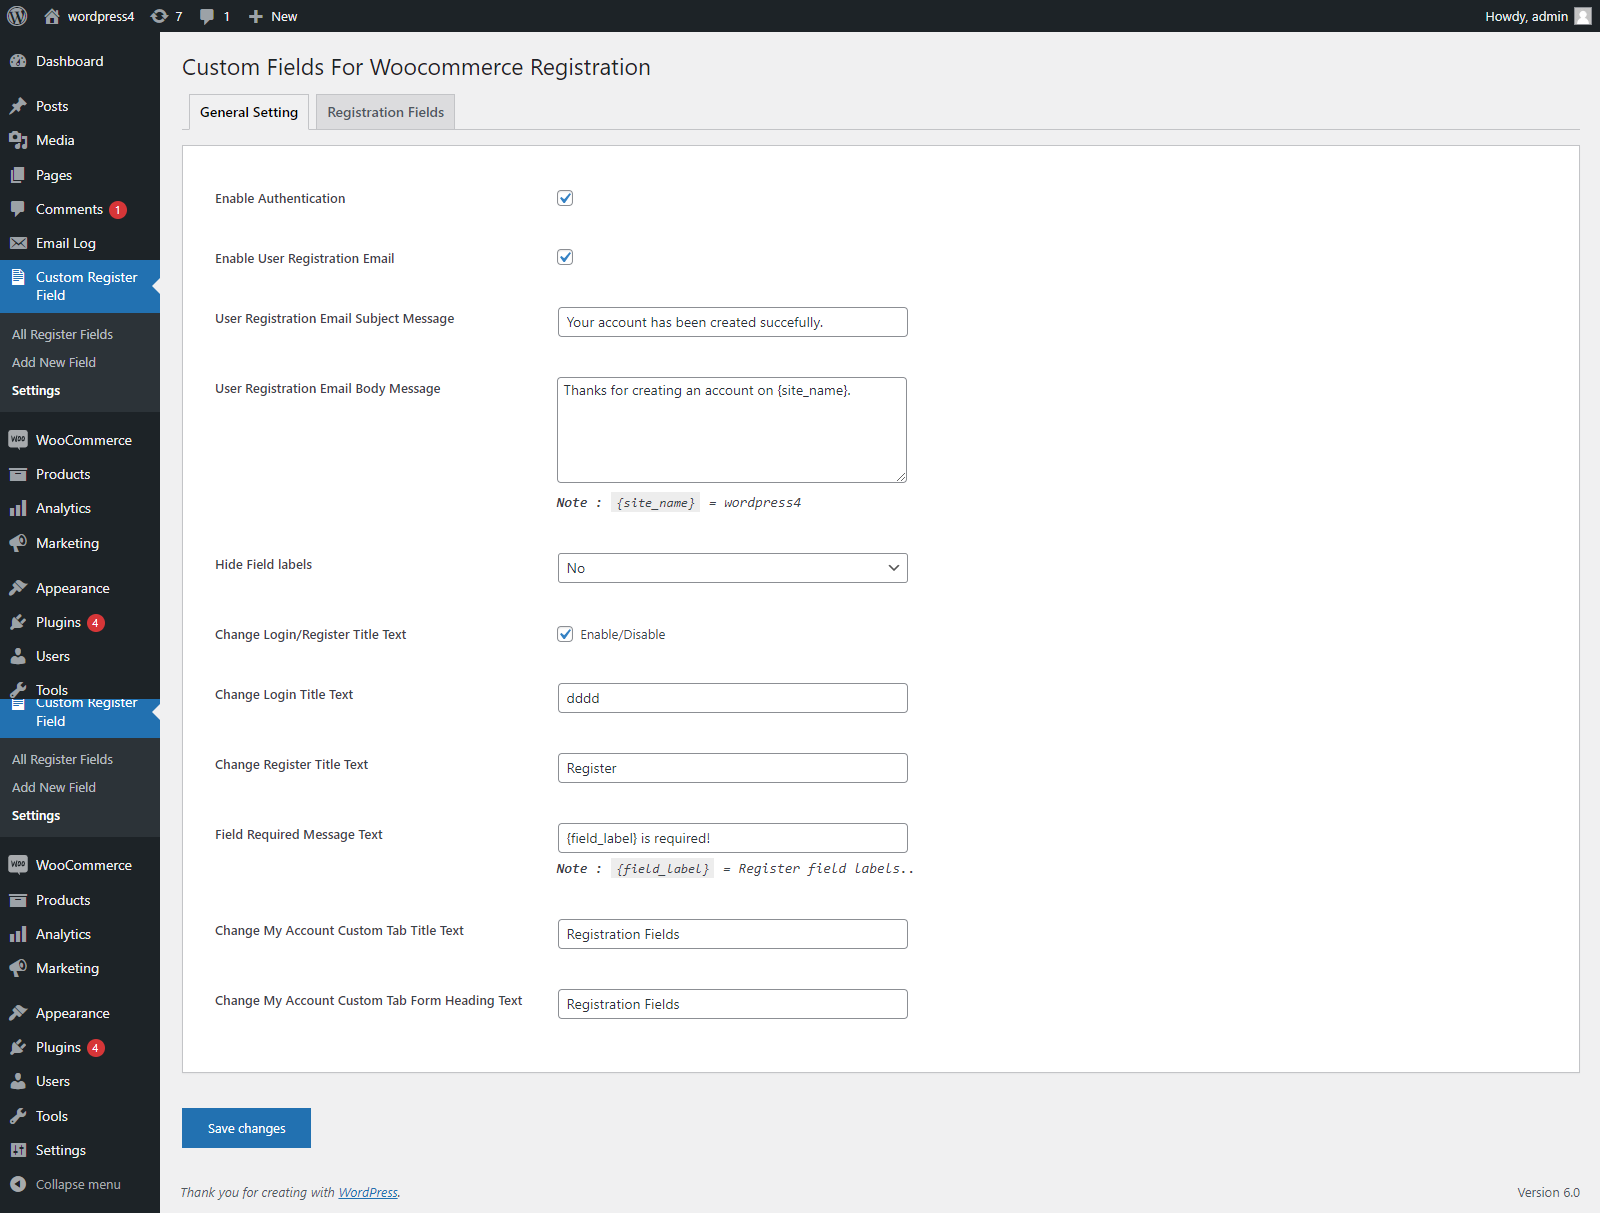 wordpress4
7
1
New
Howdy, admin
Dashboard
Posts
Media
Pages
Comments 1
Email Log
Custom Register
Field
All Register Fields
Add New Field
Settings
WooCommerce
Products
Analytics
Marketing
Appearance
Plugins 4
Users
Tools
Custom Register
Field
All Register Fields
Add New Field
Settings
WooCommerce
Products
Analytics
Marketing
Appearance
Plugins 4
Users
Tools
Settings
Collapse menu
Custom Fields For Woocommerce Registration
General Setting
Registration Fields
Enable Authentication
Enable User Registration Email
User Registration Email Subject Message
Your account has been created succefully.
User Registration Email Body Message
Thanks for creating an account on {site_name}.
Note : {site_name} = wordpress4
Hide Field labels
No
Change Login/Register Title Text
Enable/Disable
Change Login Title Text
dddd
Change Register Title Text
Register
Field Required Message Text
{field_label} is required!
Note : {field_label} = Register field labels..
Change My Account Custom Tab Title Text
Registration Fields
Change My Account Custom Tab Form Heading Text
Registration Fields
Save changes
Thank you for creating with WordPress.
Version 6.0